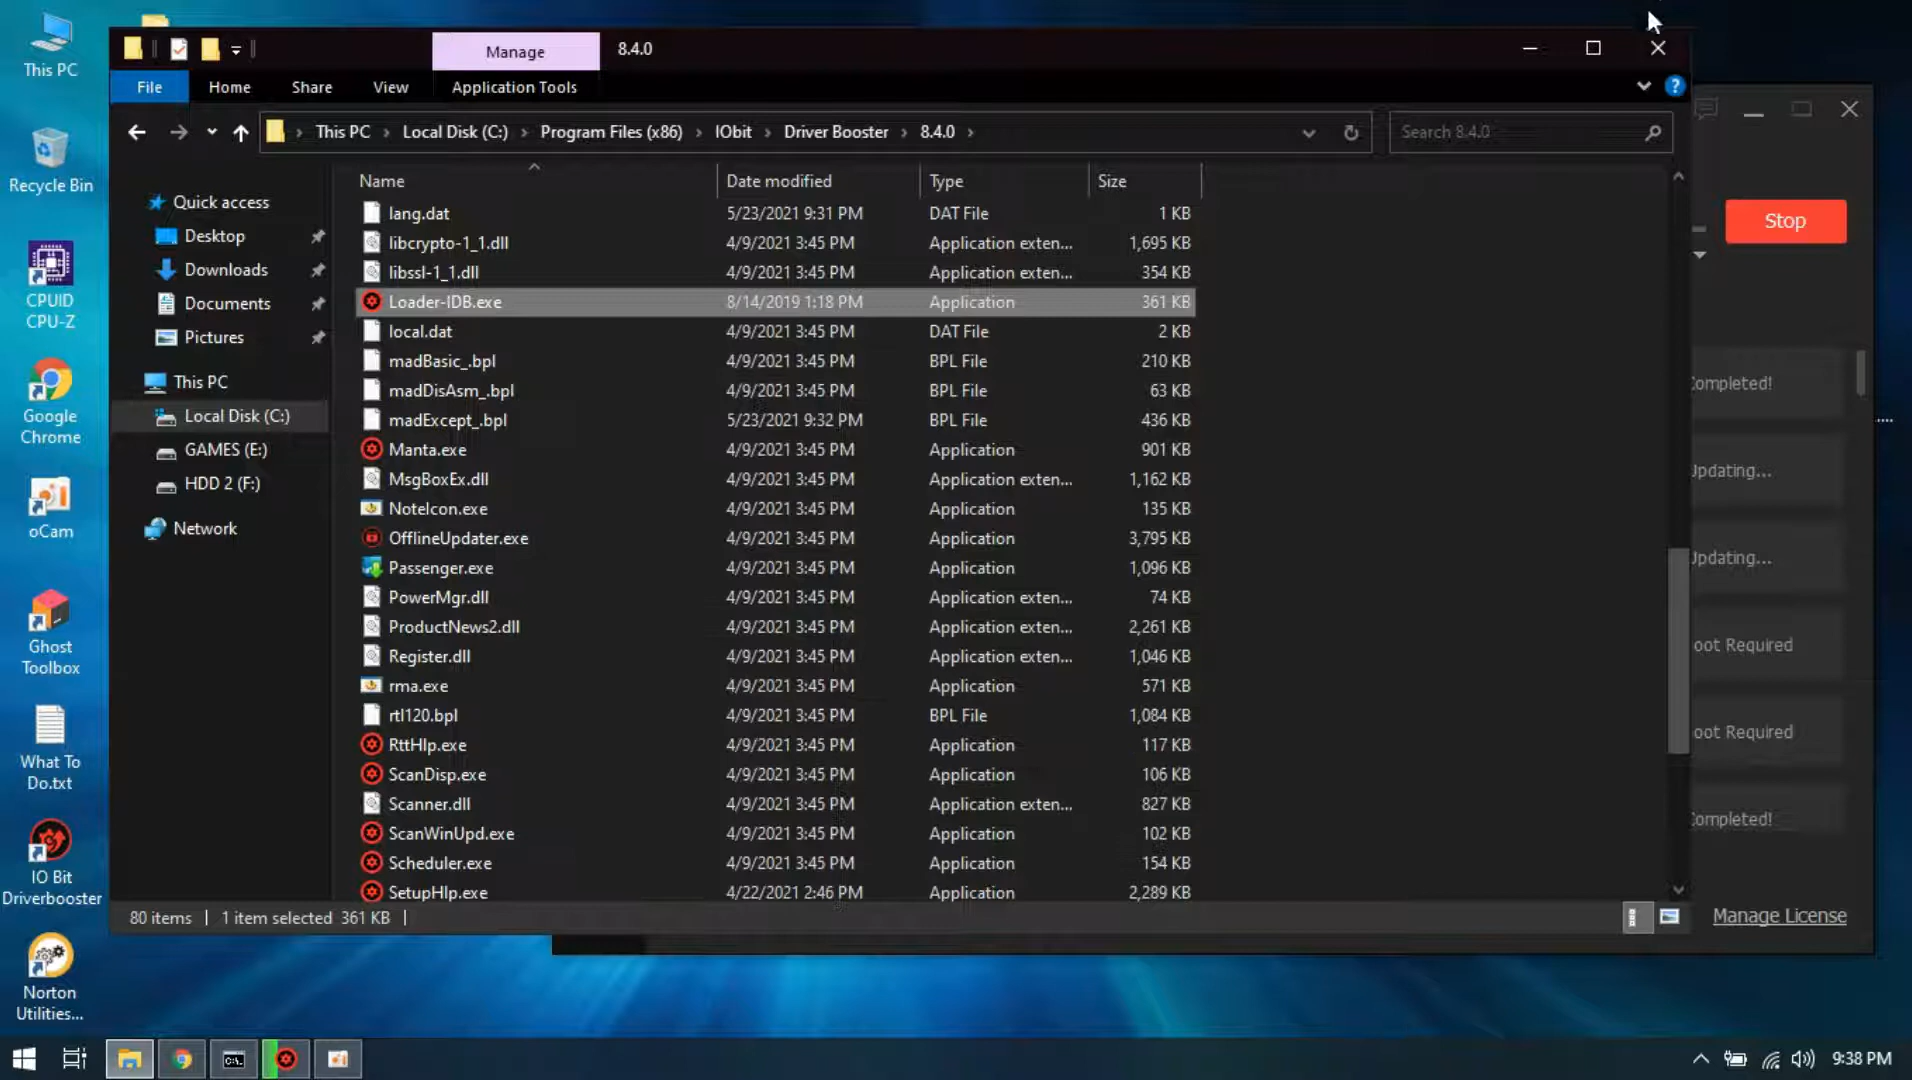 This PC
Recycle Bin
CPUID
CPU-Z
Google
Chrome
oCam
Ghost
Toolbox
What To
Do.txt
IO Bit
Driverbooster
Norton
Utilities...
Manage
8.4.0
File
Home
Share
View
Application Tools
This PC
Local Disk (C:)
Program Files (x86)
IObit
Driver Booster
8.4.0
Search 8.4.0
Quick access
Desktop
Downloads
Documents
Pictures
This PC
Local Disk (C:)
GAMES (E:)
HDD 2 (F:)
Network
Name Date modified Type Size
lang.dat 5/23/2021 9:31 PM DAT File 1 KB
libcrypto-1_1.dll 4/9/2021 3:45 PM Application exten... 1,695 KB
libssl-1_1.dll 4/9/2021 3:45 PM Application exten... 354 KB
Loader-IDB.exe 8/14/2019 1:18 PM Application 361 KB
local.dat 4/9/2021 3:45 PM DAT File 2 KB
madBasic_.bpl 4/9/2021 3:45 PM BPL File 210 KB
madDisAsm_.bpl 4/9/2021 3:45 PM BPL File 63 KB
madExcept_.bpl 5/23/2021 9:32 PM BPL File 436 KB
Manta.exe 4/9/2021 3:45 PM Application 901 KB
MsgBoxEx.dll 4/9/2021 3:45 PM Application exten... 1,162 KB
NoteIcon.exe 4/9/2021 3:45 PM Application 135 KB
OfflineUpdater.exe 4/9/2021 3:45 PM Application 3,795 KB
Passenger.exe 4/9/2021 3:45 PM Application 1,096 KB
PowerMgr.dll 4/9/2021 3:45 PM Application exten... 74 KB
ProductNews2.dll 4/9/2021 3:45 PM Application exten... 2,261 KB
Register.dll 4/9/2021 3:45 PM Application exten... 1,046 KB
rma.exe 4/9/2021 3:45 PM Application 571 KB
rtl120.bpl 4/9/2021 3:45 PM BPL File 1,084 KB
RttHlp.exe 4/9/2021 3:45 PM Application 117 KB
ScanDisp.exe 4/9/2021 3:45 PM Application 106 KB
Scanner.dll 4/9/2021 3:45 PM Application exten... 827 KB
ScanWinUpd.exe 4/9/2021 3:45 PM Application 102 KB
Scheduler.exe 4/9/2021 3:45 PM Application 154 KB
SetupHlp.exe 4/22/2021 2:46 PM Application 2,289 KB
80 items 1 item selected 361 KB
Stop
Completed!
Updating...
Updating...
oot Required
oot Required
Completed!
Manage License
9:38 PM